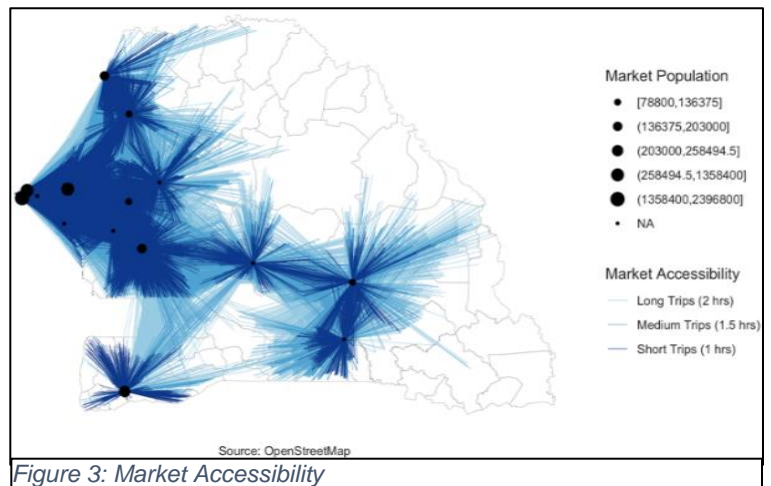 Market Population
[78800,136375]
(136375,203000]
(203000,258494.5]
(258494.5,1358400]
(1358400,2396800]
NA
Market Accessibility
Long Trips (2 hrs)
Medium Trips (1.5 hrs)
Short Trips (1 hrs)
Source: OpenStreetMap
Figure 3: Market Accessibility